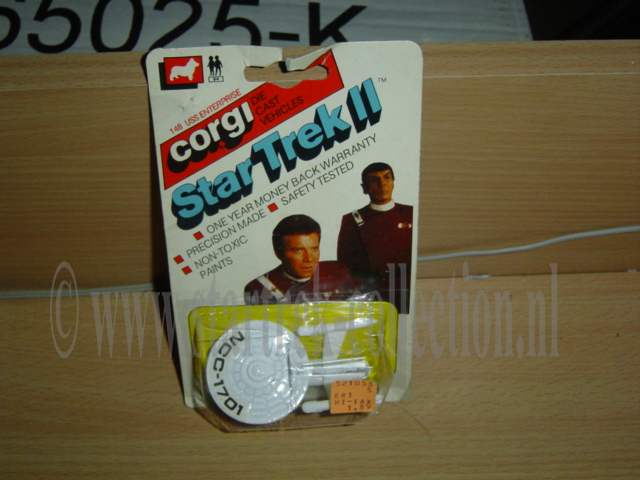 65025-K
148 USS ENTERPRISE
corgi
DIE
CAST
VEHICLES
Star Trek II
TM
■ ONE YEAR MONEY BACK WARRANTY
■ PRECISION MADE ■ SAFETY TESTED
■ NON-TOXIC
PAINTS
© www.startrek-collection.nl
NCC-1701